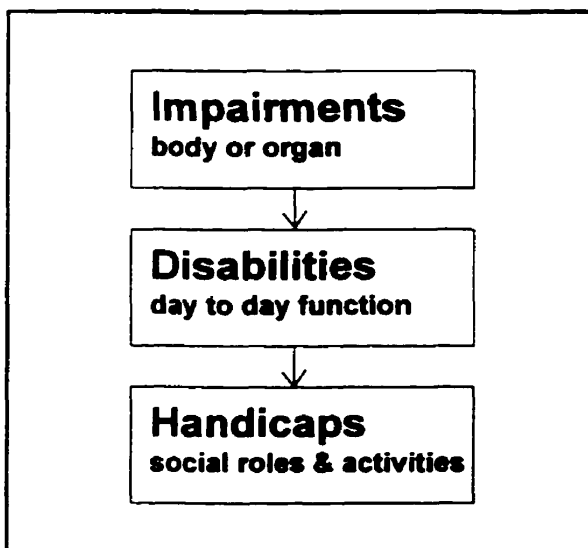 Impairments
body or organ
Disabilities
day to day function
Handicaps
social roles & activities